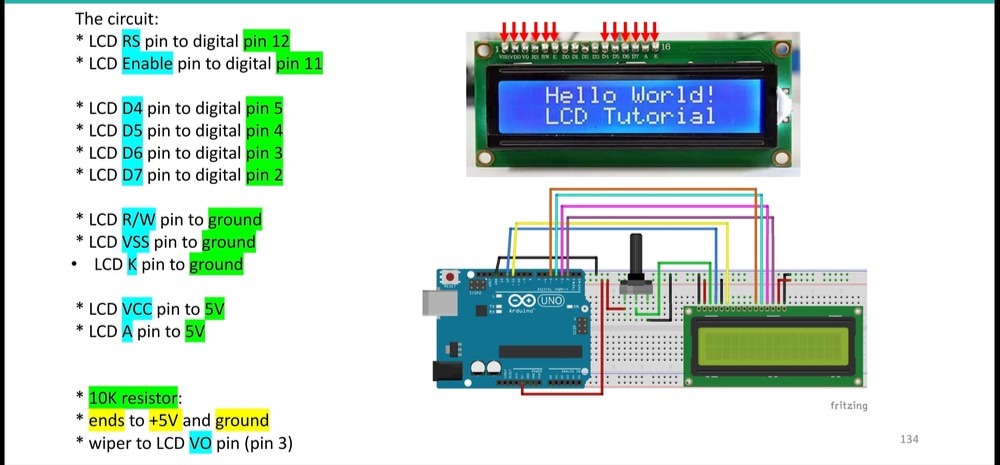 The circuit:
* LCD RS pin to digital pin 12
* LCD Enable pin to digital pin 11
* LCD D4 pin to digital pin 5
* LCD D5 pin to digital pin 4
* LCD D6 pin to digital pin 3
* LCD D7 pin to digital pin 2
* LCD R/W pin to ground
* LCD VSS pin to ground
• LCD K pin to ground
* LCD VCC pin to 5V
* LCD A pin to 5V
* 10K resistor:
* ends to +5V and ground
* wiper to LCD VO pin (pin 3)
1 16
VSS VDD VO RS RW E D0 D1 D2 D3 D4 D5 D6 D7 A K
Hello World!
LCD Tutorial
UNO
Arduino
fritzing
134